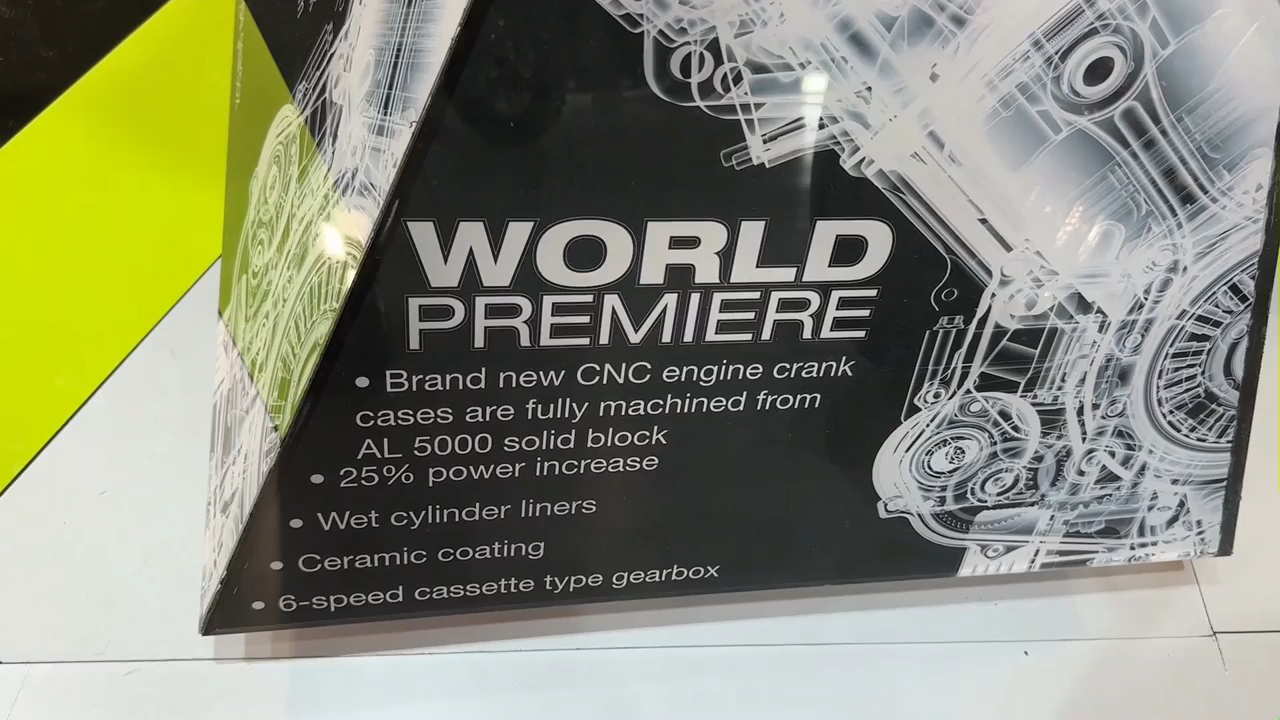 WORLD
PREMIERE
• Brand new CNC engine crank
cases are fully machined from
AL 5000 solid block
• 25% power increase
• Wet cylinder liners
• Ceramic coating
• 6-speed cassette type gearbox